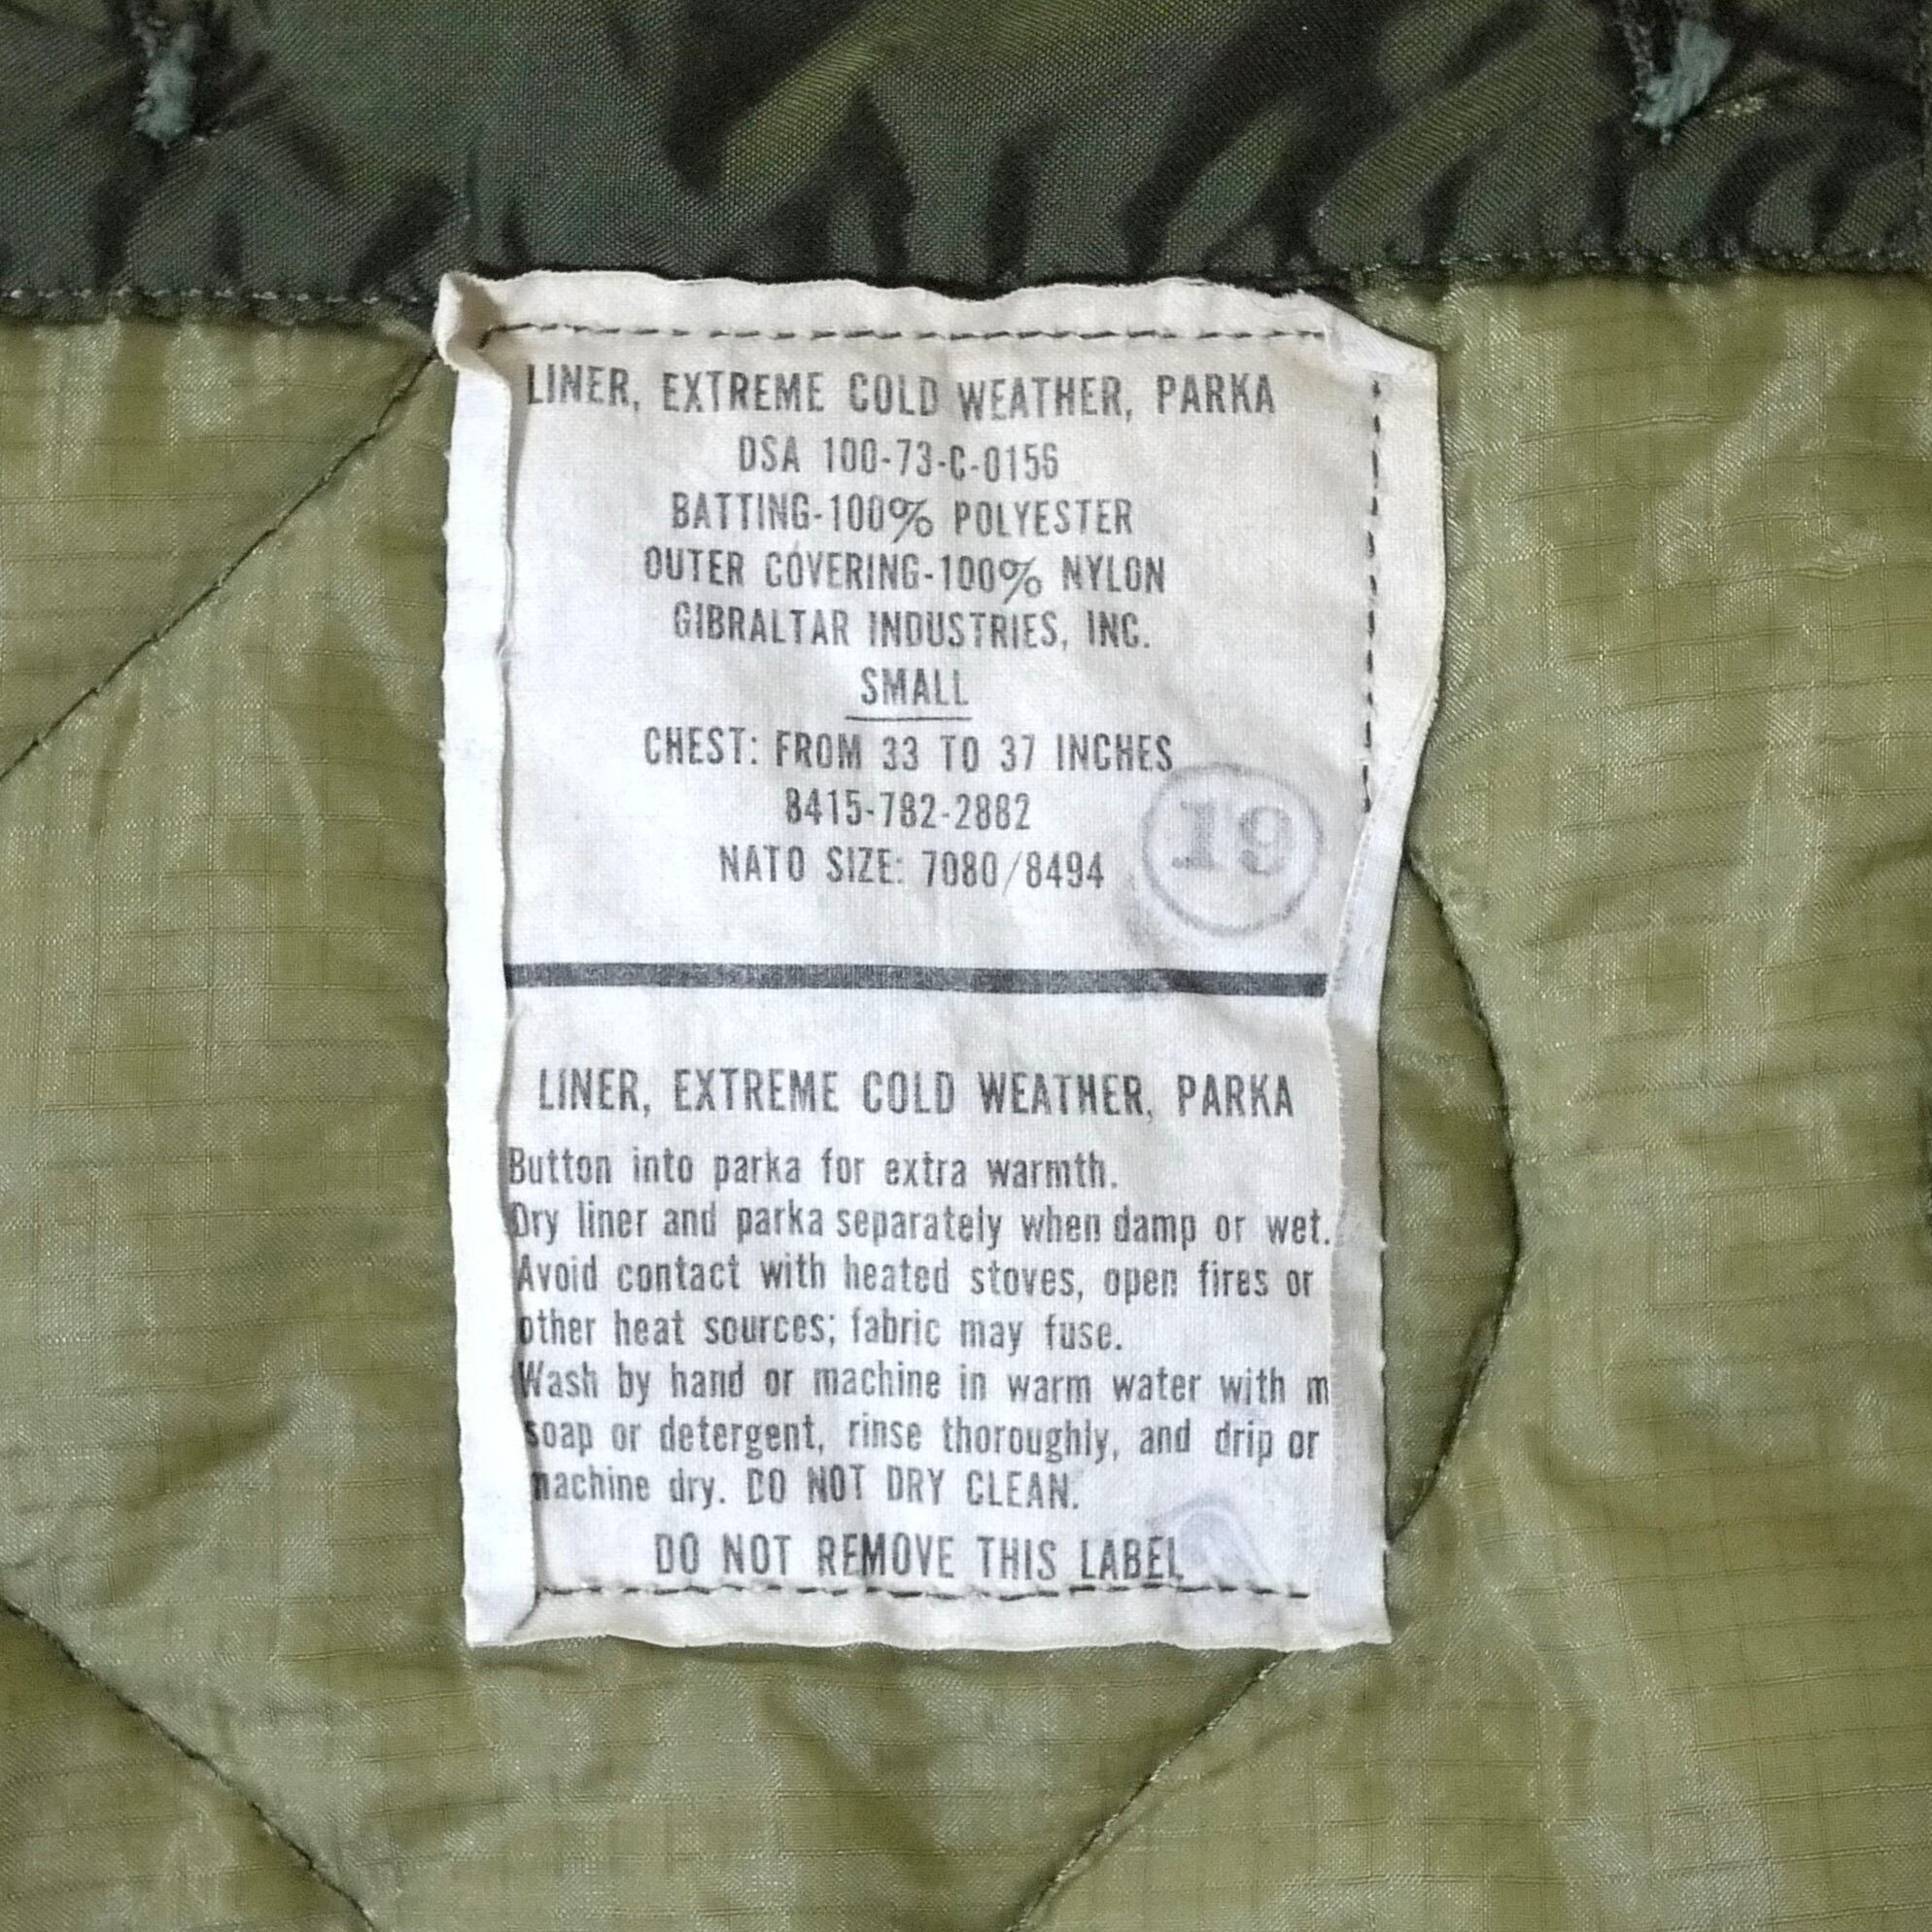 LINER, EXTREME COLD WEATHER, PARKA
DSA 100-73-C-0156
BATTING-100% POLYESTER
OUTER COVERING-100% NYLON
GIBRALTAR INDUSTRIES, INC.
SMALL
CHEST: FROM 33 TO 37 INCHES
8415-782-2882
NATO SIZE: 7080/8494
19
LINER, EXTREME COLD WEATHER, PARKA
Button into parka for extra warmth.
Dry liner and parka separately when damp or wet.
Avoid contact with heated stoves, open fires or
other heat sources; fabric may fuse.
Wash by hand or machine in warm water with m
soap or detergent, rinse thoroughly, and drip or
machine dry. DO NOT DRY CLEAN.
DO NOT REMOVE THIS LABEL